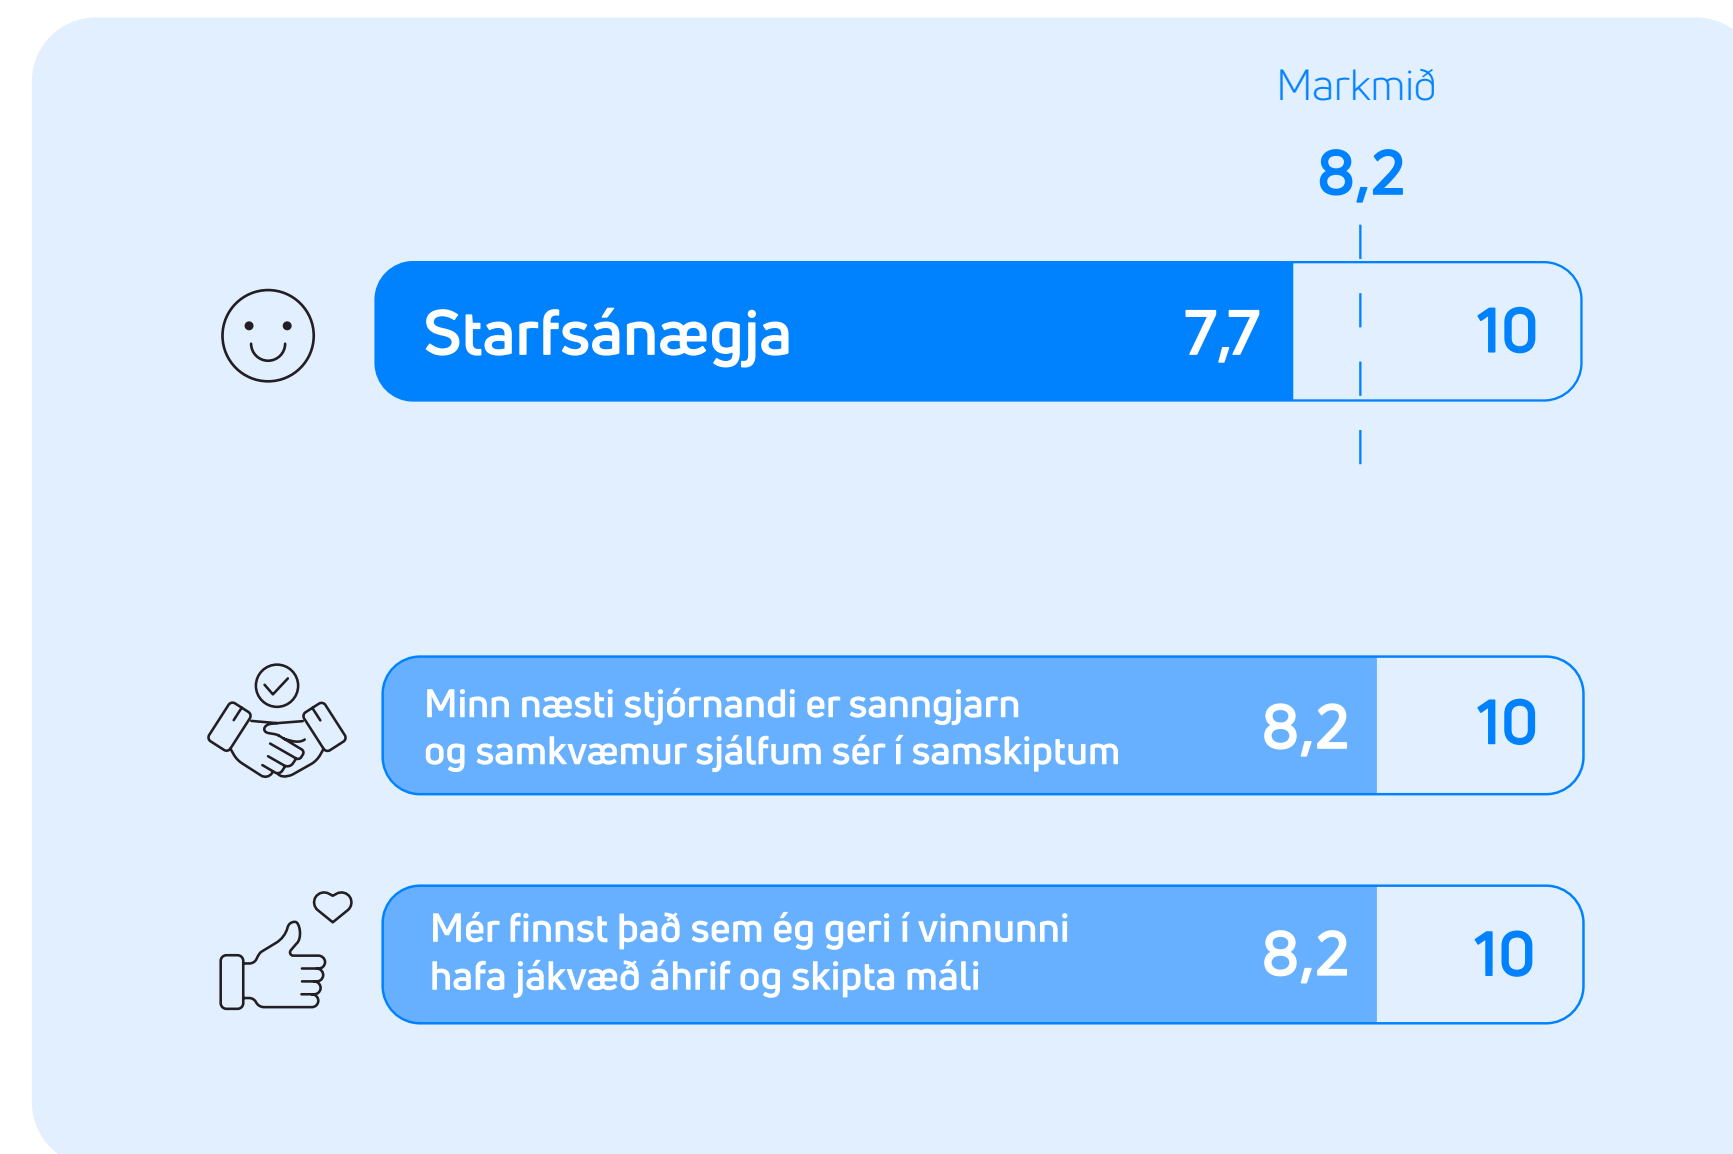 Markmið
8,2
Starfsánægja 7,7 10
Minn næsti stjórnandi er sanngjarn
og samkvæmur sjálfum sér í samskiptum
8,2 10
Mér finnst það sem ég geri í vinnunni
hafa jákvæð áhrif og skipta máli
8,2 10